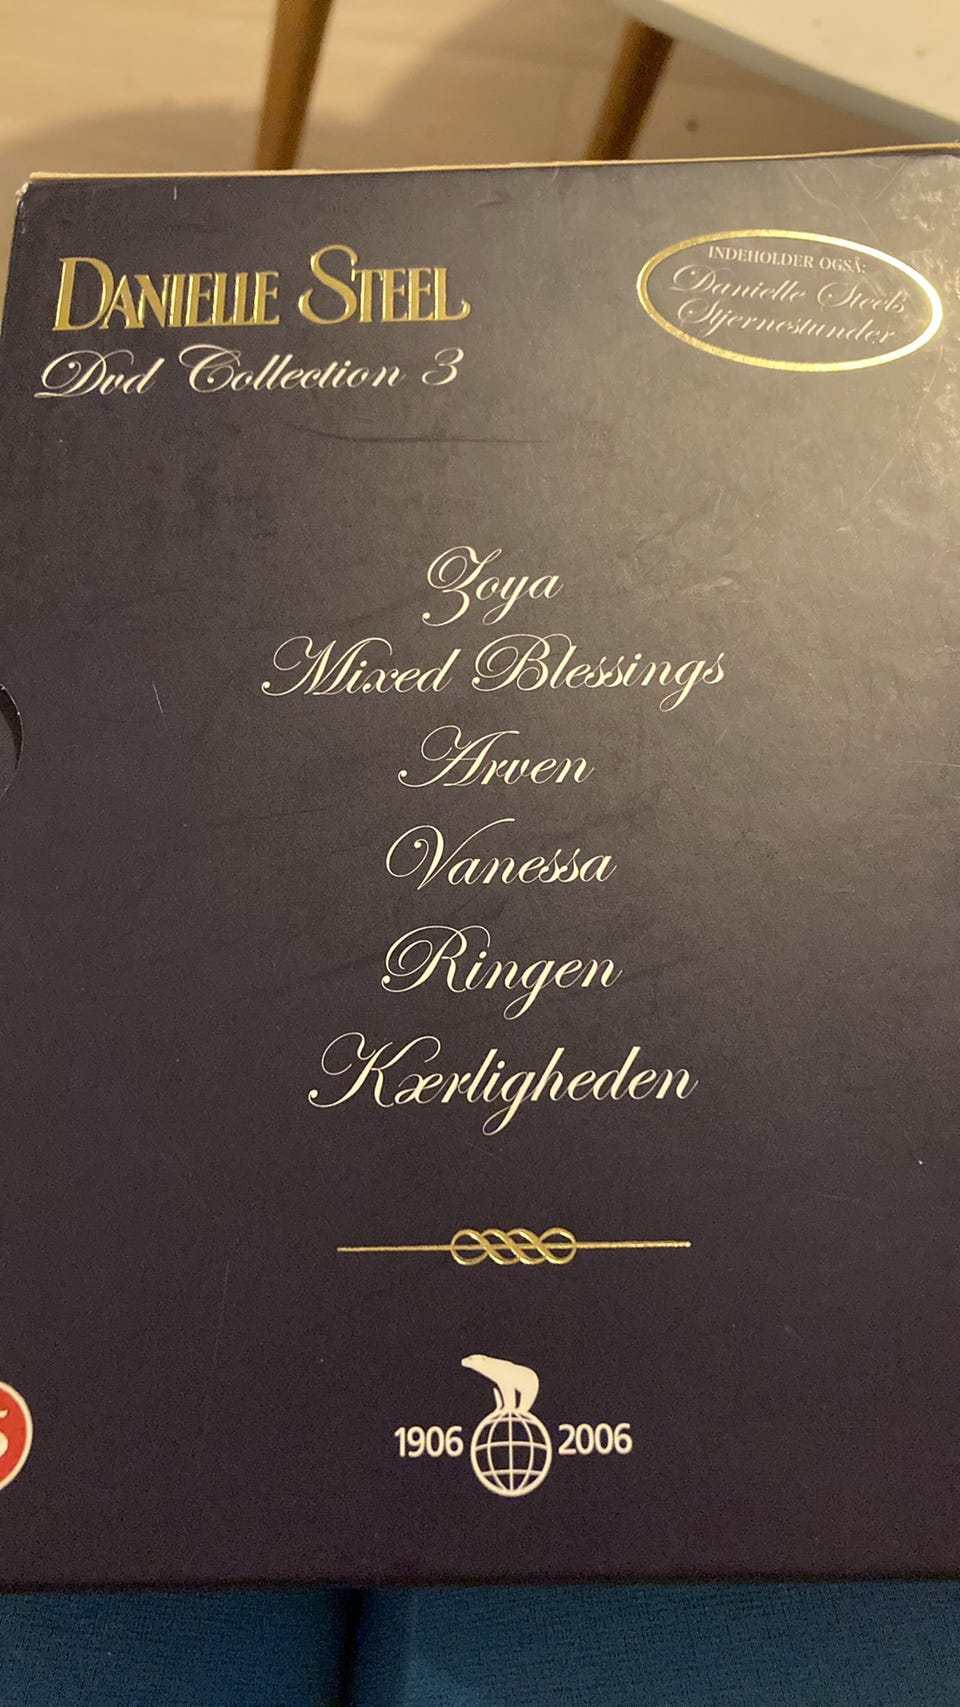 DANIELLE STEEL
Dvd Collection 3
INDEHOLDER OGSÅ:
Danielle Steels
Stjernestunder
Zoya
Mixed Blessings
Arven
Vanessa
Ringen
Kærligheden
1906 2006